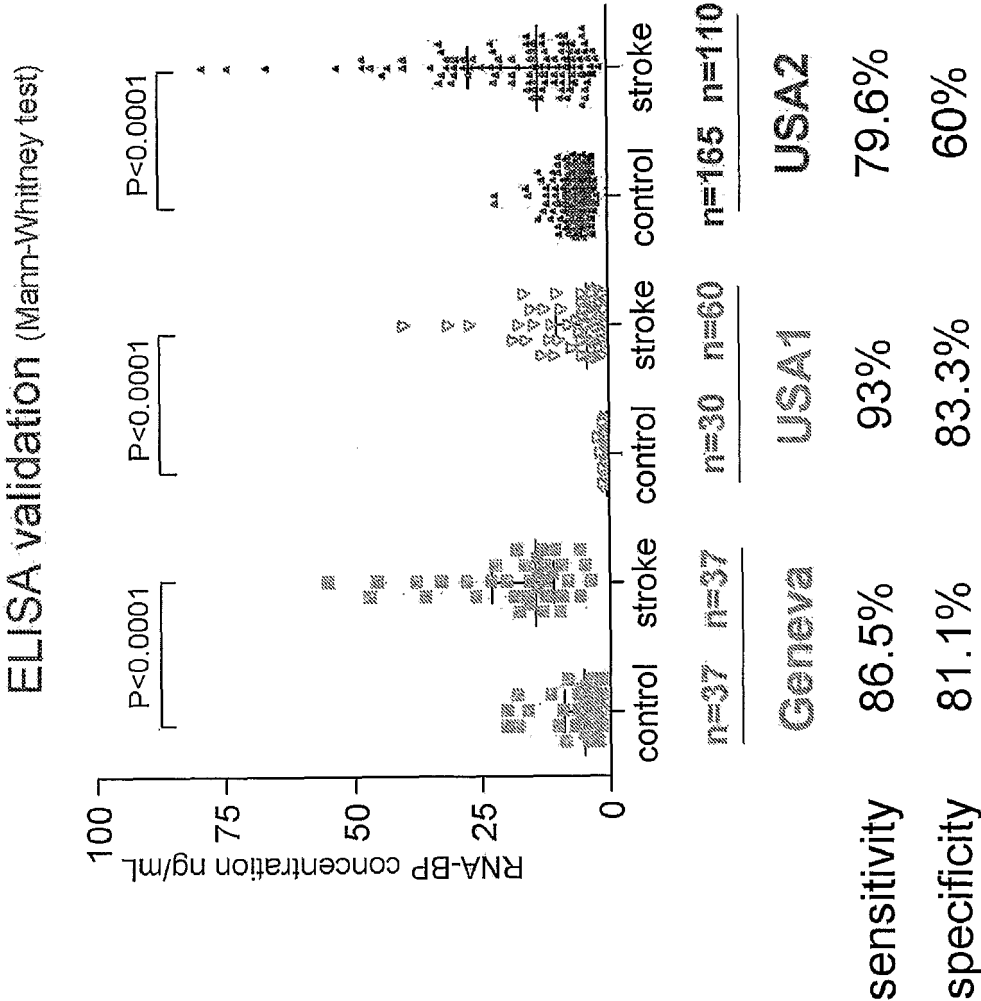 ELISA validation (Mann-Whitney test)
P<0.0001 P<0.0001 P<0.0001
RNA-BP concentration ng/mL
100
75
50
25
0
control stroke control stroke control stroke
n=37 n=37 n=30 n=60 n=165 n=110
Geneva USA1 USA2
sensitivity 86.5% 93% 79.6%
specificity 81.1% 83.3% 60%